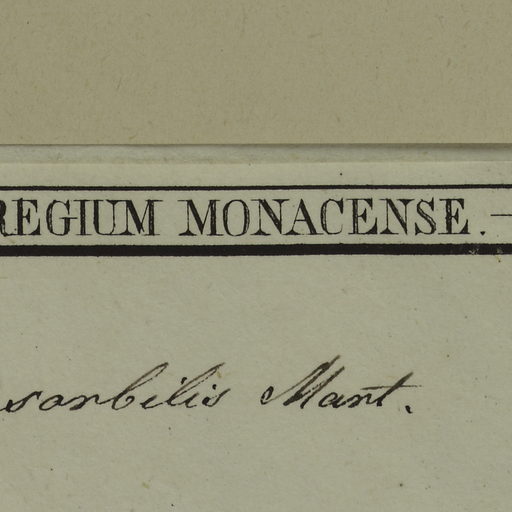 REGIUM MONACENSE. —
sorbilis Mart.